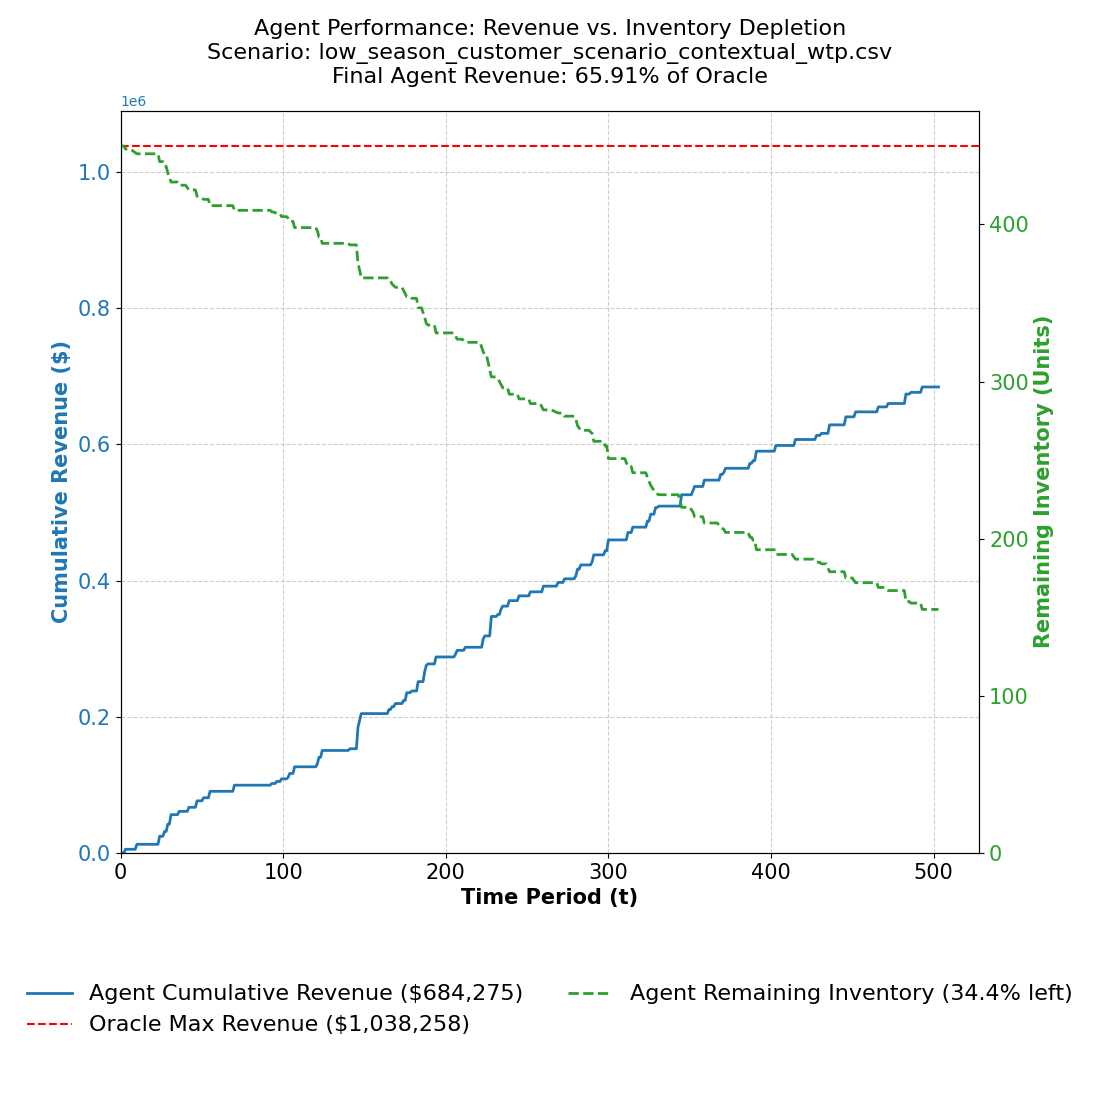 Agent Performance: Revenue vs. Inventory Depletion
Scenario: low_season_customer_scenario_contextual_wtp.csv
Final Agent Revenue: 65.91% of Oracle
1e6
1.0
0.8
0.6
0.4
0.2
0.0
Cumulative Revenue ($)
400
300
200
100
0
Remaining Inventory (Units)
0 100 200 300 400 500
Time Period (t)
Agent Cumulative Revenue ($684,275)
Oracle Max Revenue ($1,038,258)
Agent Remaining Inventory (34.4% left)